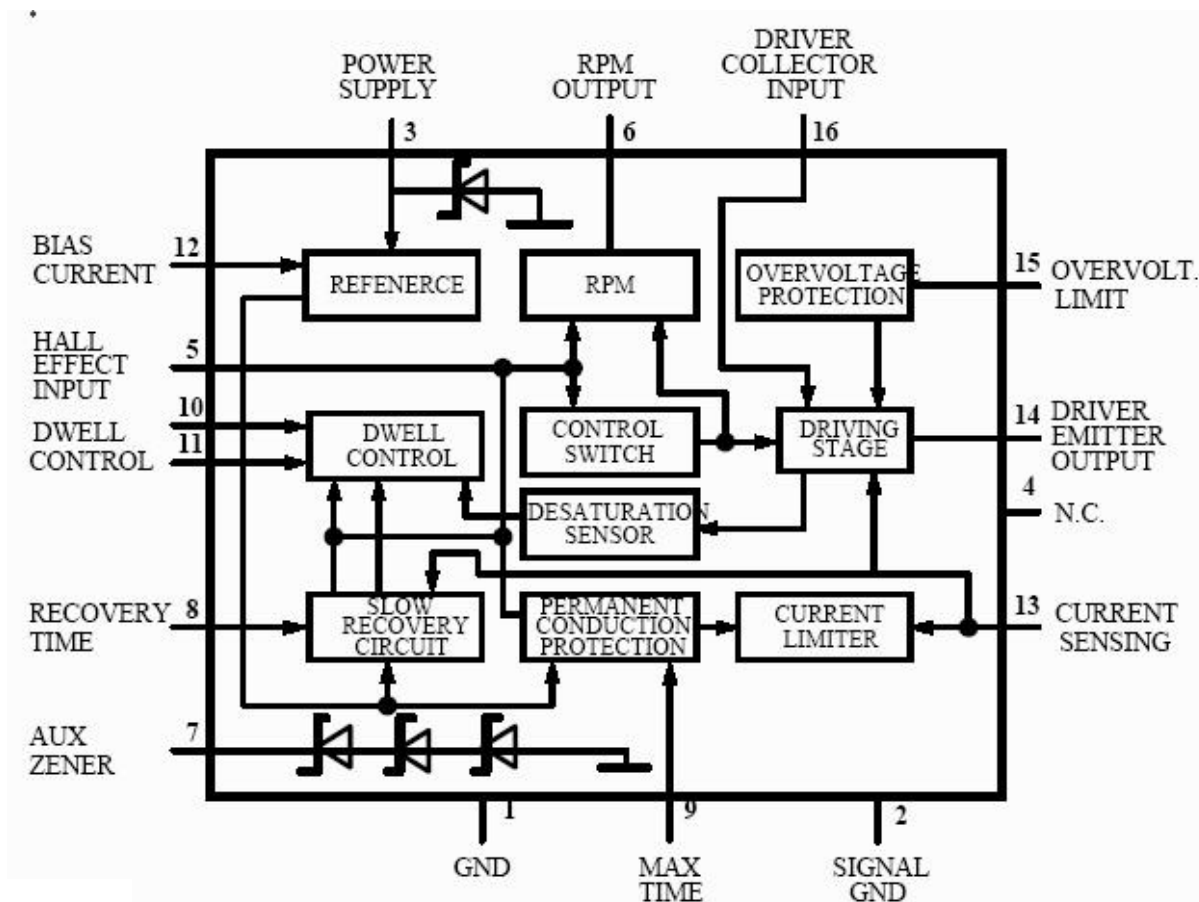 POWER
SUPPLY
RPM
OUTPUT
DRIVER
COLLECTOR
INPUT
3
6
16
BIAS
CURRENT
12
REFENERCE
RPM
OVERVOLTAGE
PROTECTION
15
OVERVOLT.
LIMIT
HALL
EFFECT
INPUT
5
10
DWELL
CONTROL
11
DWELL
CONTROL
CONTROL
SWITCH
DRIVING
STAGE
14
DRIVER
EMITTER
OUTPUT
4
N.C.
DESATURATION
SENSOR
RECOVERY
TIME
8
SLOW
RECOVERY
CIRCUIT
PERMANENT
CONDUCTION
PROTECTION
CURRENT
LIMITER
13
CURRENT
SENSING
AUX
ZENER
7
1
9
2
GND
MAX
TIME
SIGNAL
GND